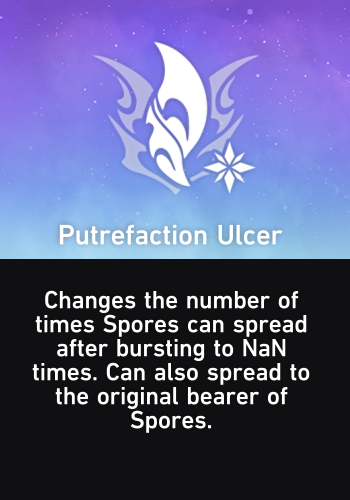 Putrefaction Ulcer
Changes the number of
times Spores can spread
after bursting to NaN
times. Can also spread to
the original bearer of
Spores.